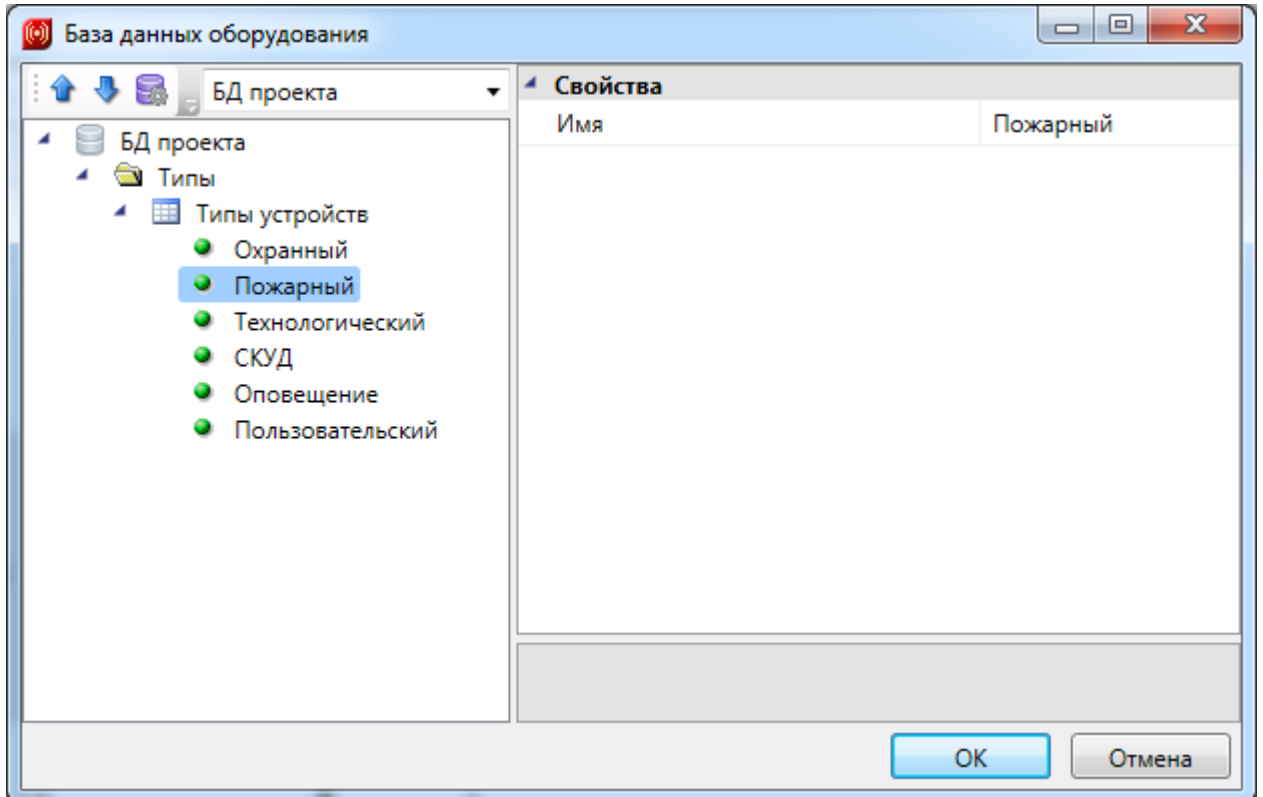 База данных оборудования
БД проекта
БД проекта
Типы
Типы устройств
Охранный
Пожарный
Технологический
СКУД
Оповещение
Пользовательский
Свойства
Имя Пожарный
OK Отмена